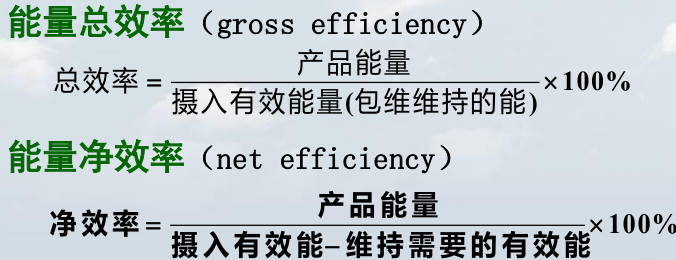 能量总效率（gross efficiency）
总效率=产品能量/摄入有效能量(包维维持的能)×100%
能量净效率（net efficiency）
净效率=产品能量/摄入有效能-维持需要的有效能×100%